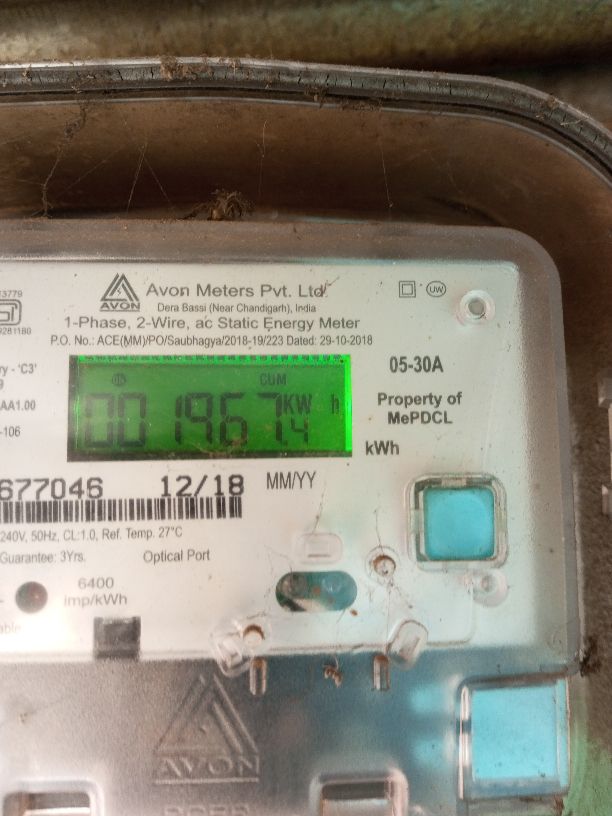 AVON
Avon Meters Pvt. Ltd.
Dera Bassi (Near Chandigarh), India
UW
1-Phase, 2-Wire, ac Static Energy Meter
P.O. No.: ACE(MM)/PO/Saubhagya/2018-19/223 Dated: 29-10-2018
05-30A
CUM
001967.4 KW h
kWh
Property of
MePDCL
677046 12/18 MM/YY
240V, 50Hz, CL:1.0, Ref. Temp. 27°C
Guarantee: 3Yrs. Optical Port
6400
imp/kWh
AVON